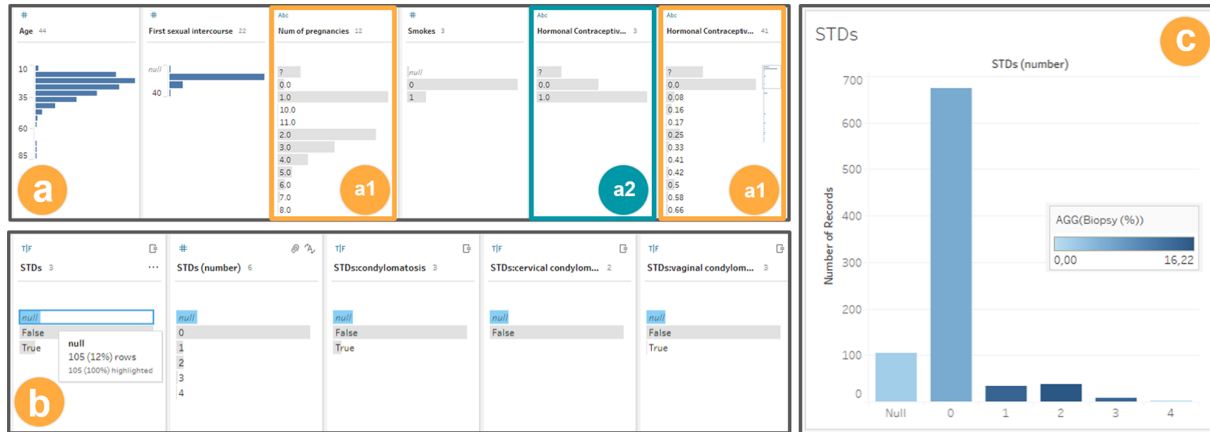 #
Age 44
10
35
60
85
a
#
First sexual intercourse 22
null
40
Abc
Num of pregnancies 12
?
0.0
1.0
10.0
11.0
2.0
3.0
4.0
5.0
6.0
7.0
8.0
a1
#
Smokes 3
null
0
1
Abc
Hormonal Contraceptiv... 3
?
0.0
1.0
a2
Abc
Hormonal Contraceptiv... 41
?
0.0
0,08
0.16
0.17
0.25
0.33
0.41
0.42
0.5
0.58
0.66
a1
T|F
STDs 3
...
null
False
True
null
105 (12%) rows
105 (100%) highlighted
b
#
STDs (number) 6
null
0
1
2
3
4
T|F
STDs:condylomatosis 3
null
False
True
T|F
STDs:cervical condylom... 2
null
False
T|F
STDs:vaginal condylom... 3
null
False
True
STDs
c
STDs (number)
700
600
500
400
300
200
100
0
Number of Records
AGG(Biopsy (%))
0,00 16,22
Null 0 1 2 3 4